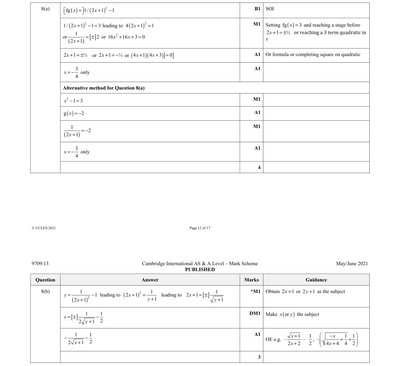 8(a)
[fg(x) =] 1/(2x+1)² − 1
B1
SOI
1/(2x+1)² − 1 = 3 leading to 4(2x+1)² = 1
or 1/(2x+1) = [±]2 or 16x² + 16x + 3 = 0
M1
Setting fg(x) = 3 and reaching a stage before
2x+1 = ±½ or reaching a 3 term quadratic in
x
2x+1 = ±½ or 2x+1 = −½ or (4x+1)(4x+3)[= 0]
A1
Or formula or completing square on quadratic
x = −3/4 only
A1
Alternative method for Question 8(a)
x² − 1 = 3
M1
g(x) = −2
A1
1/(2x+1) = −2
M1
x = −3/4 only
A1
4
© UCLES 2021
Page 12 of 17
9709/13
Cambridge International AS & A Level – Mark Scheme
May/June 2021
PUBLISHED
Question
Answer
Marks
Guidance
8(b)
y = 1/(2x+1)² − 1 leading to (2x+1)² = 1/(y+1) leading to 2x+1 = [±] 1/√(y+1)
*M1
Obtain 2x+1 or 2y+1 as the subject
x = [±] 1/(2√(y+1)) − 1/2
DM1
Make x (or y) the subject
− 1/(2√(x+1)) − 1/2
A1
OE e.g. − √(x+1)/(2x+2) − 1/2, −(√(−x/(4x+4) + 1/4) + 1/2)
3